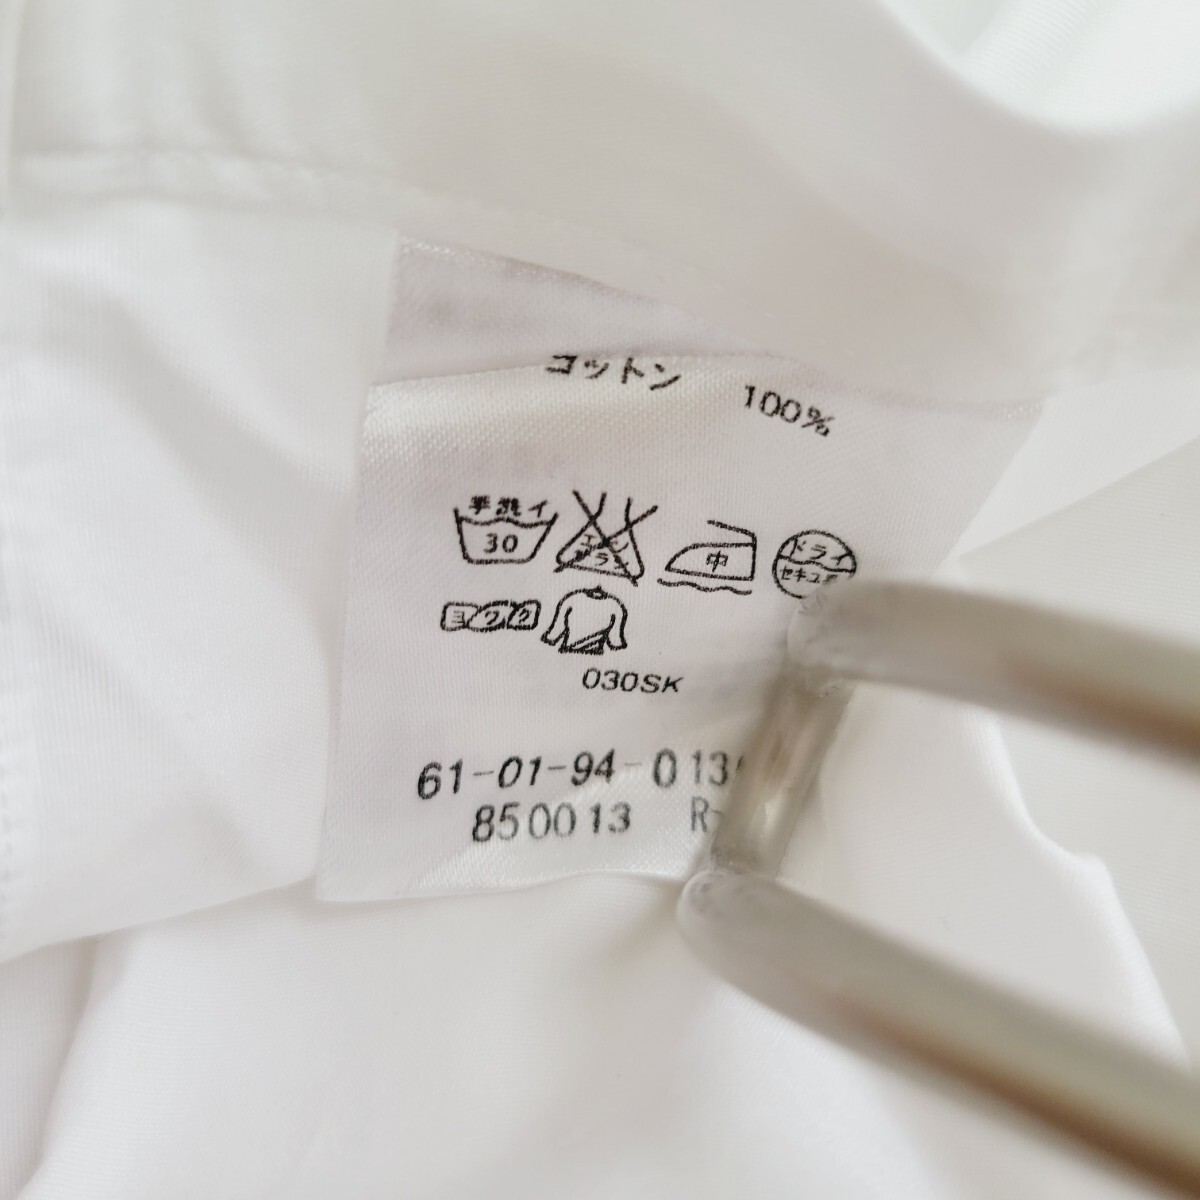 コットン 100%
手洗イ
30
エンソ
サラシ
中
ドライ
セキユ系
ヨワク
030SK
61-01-94-013
850013 R-